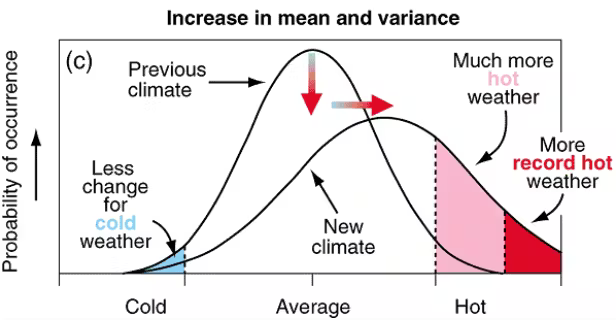 Increase in mean and variance
(c)
Previous
climate
Much more
hot
weather
More
record hot
weather
Less
change
for
cold
weather
New
climate
Probability of occurrence
Cold
Average
Hot